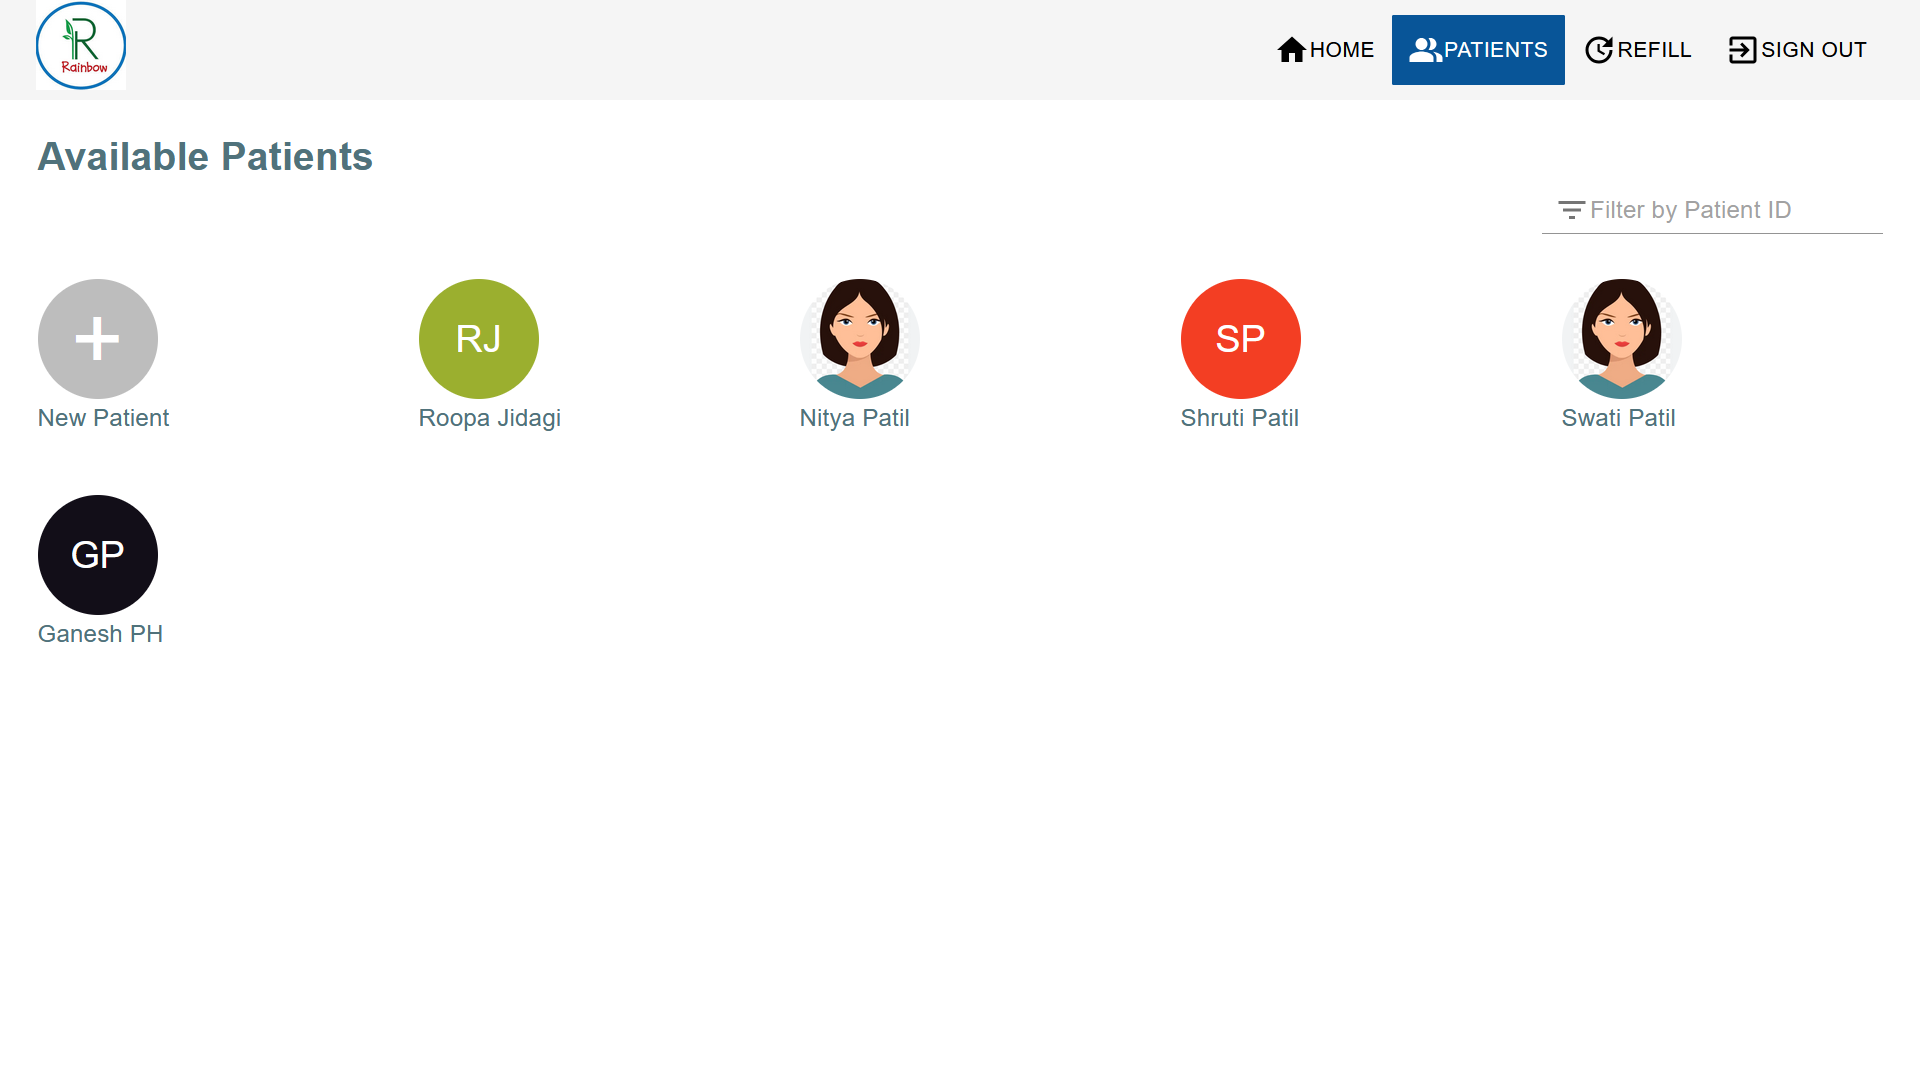 R
Rainbow
HOME
PATIENTS
REFILL
SIGN OUT
Available Patients
Filter by Patient ID
RJ
SP
New Patient
Roopa Jidagi
Nitya Patil
Shruti Patil
Swati Patil
GP
Ganesh PH